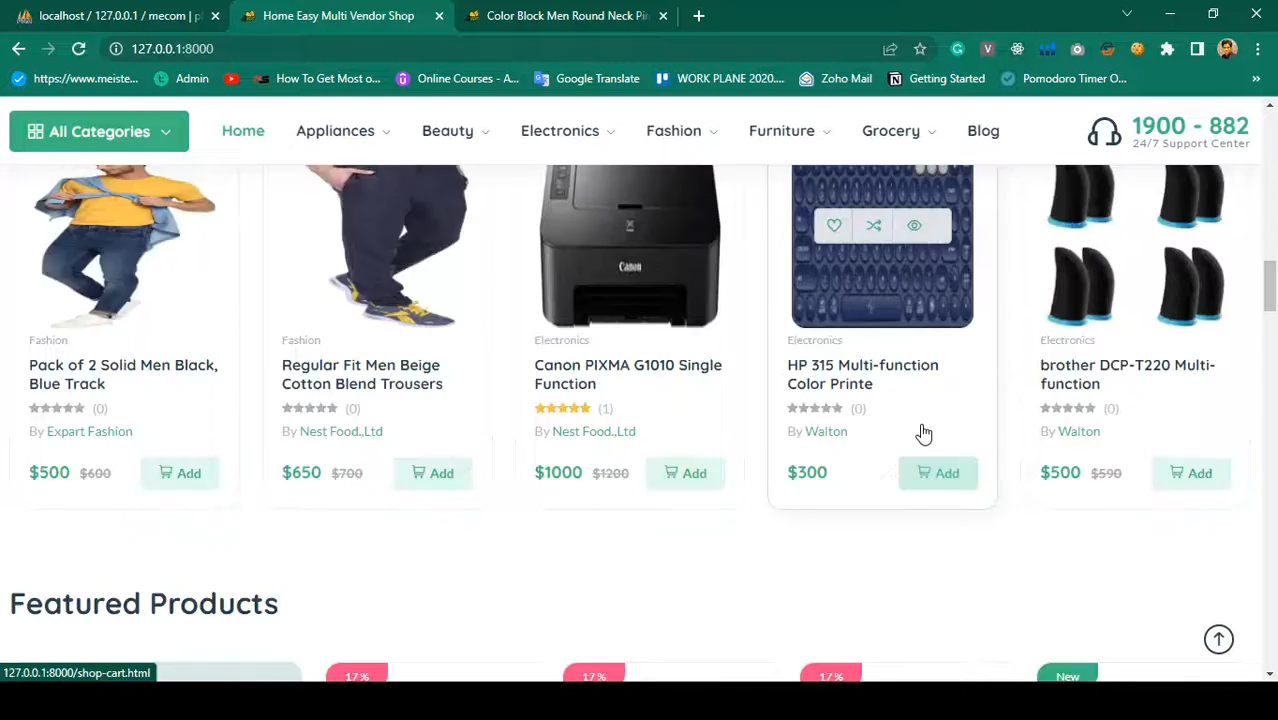 localhost / 127.0.0.1 / mecom | p
Home Easy Multi Vendor Shop
Color Block Men Round Neck Pi
127.0.0.1:8000
https://www.meiste...
Admin
How To Get Most o...
Online Courses - A...
Google Translate
WORK PLANE 2020....
Zoho Mail
Getting Started
Pomodoro Timer O...
»
All Categories
Home
Appliances
Beauty
Electronics
Fashion
Furniture
Grocery
Blog
1900 - 882
24/7 Support Center
Canon
Fashion
Pack of 2 Solid Men Black,
Blue Track
(0)
By Expart Fashion
$500 $600
Add
Fashion
Regular Fit Men Beige
Cotton Blend Trousers
(0)
By Nest Food.,Ltd
$650 $700
Add
Electronics
Canon PIXMA G1010 Single
Function
(1)
By Nest Food.,Ltd
$1000 $1200
Add
Electronics
HP 315 Multi-function
Color Printe
(0)
By Walton
$300
Add
Electronics
brother DCP-T220 Multi-
function
(0)
By Walton
$500 $590
Add
Featured Products
17%
17%
17%
New
127.0.0.1:8000/shop-cart.html